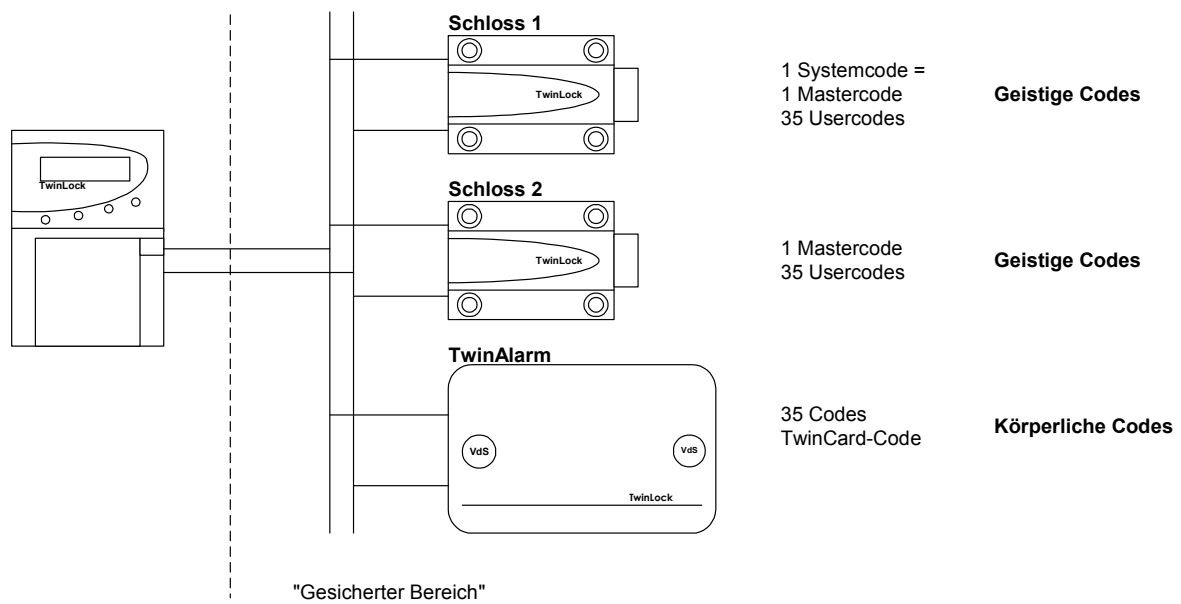 Schloss 1
TwinLock
1 Systemcode =
1 Mastercode
35 Usercodes
Geistige Codes
TwinLock
Schloss 2
TwinLock
1 Mastercode
35 Usercodes
Geistige Codes
TwinAlarm
VdS
VdS
TwinLock
35 Codes
TwinCard-Code
Körperliche Codes
"Gesicherter Bereich"